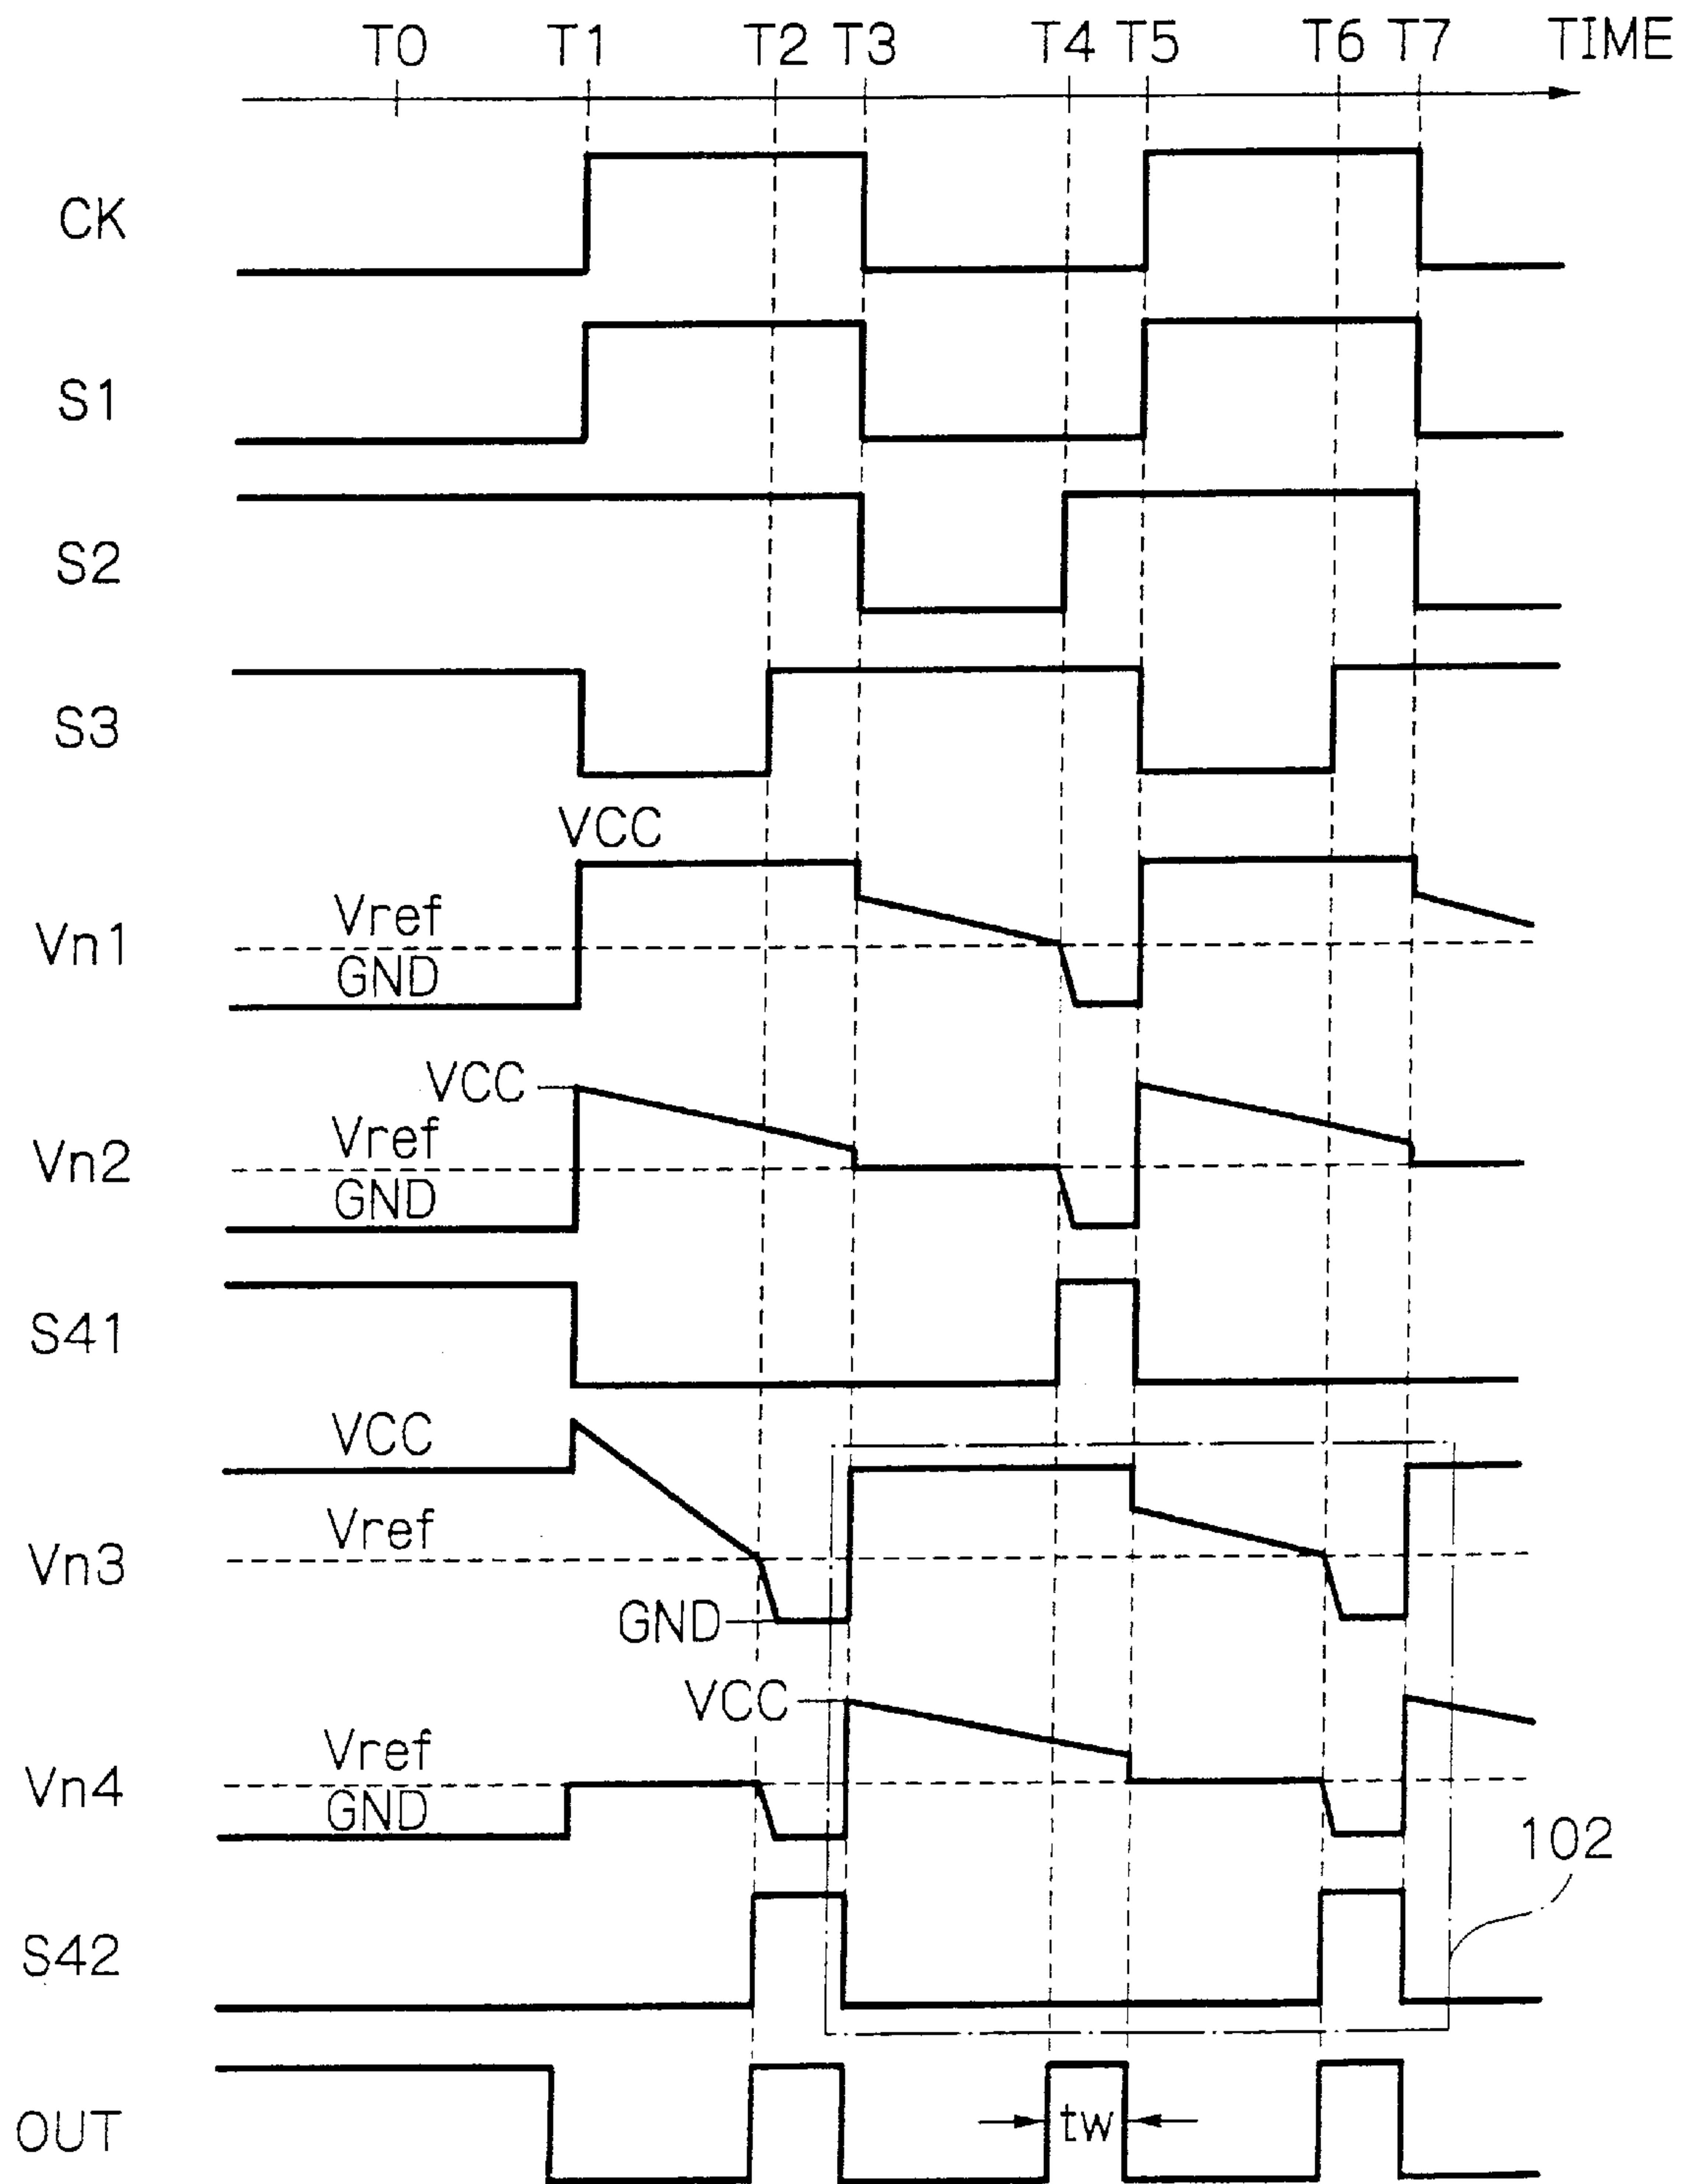 T0 T1 T2 T3 T4 T5 T6 T7 TIME
CK
S1
S2
S3
VCC
Vref
Vn1
GND
VCC
Vref
Vn2
GND
S41
VCC
Vref
Vn3
GND
VCC
Vref
Vn4
GND
102
S42
tw
OUT